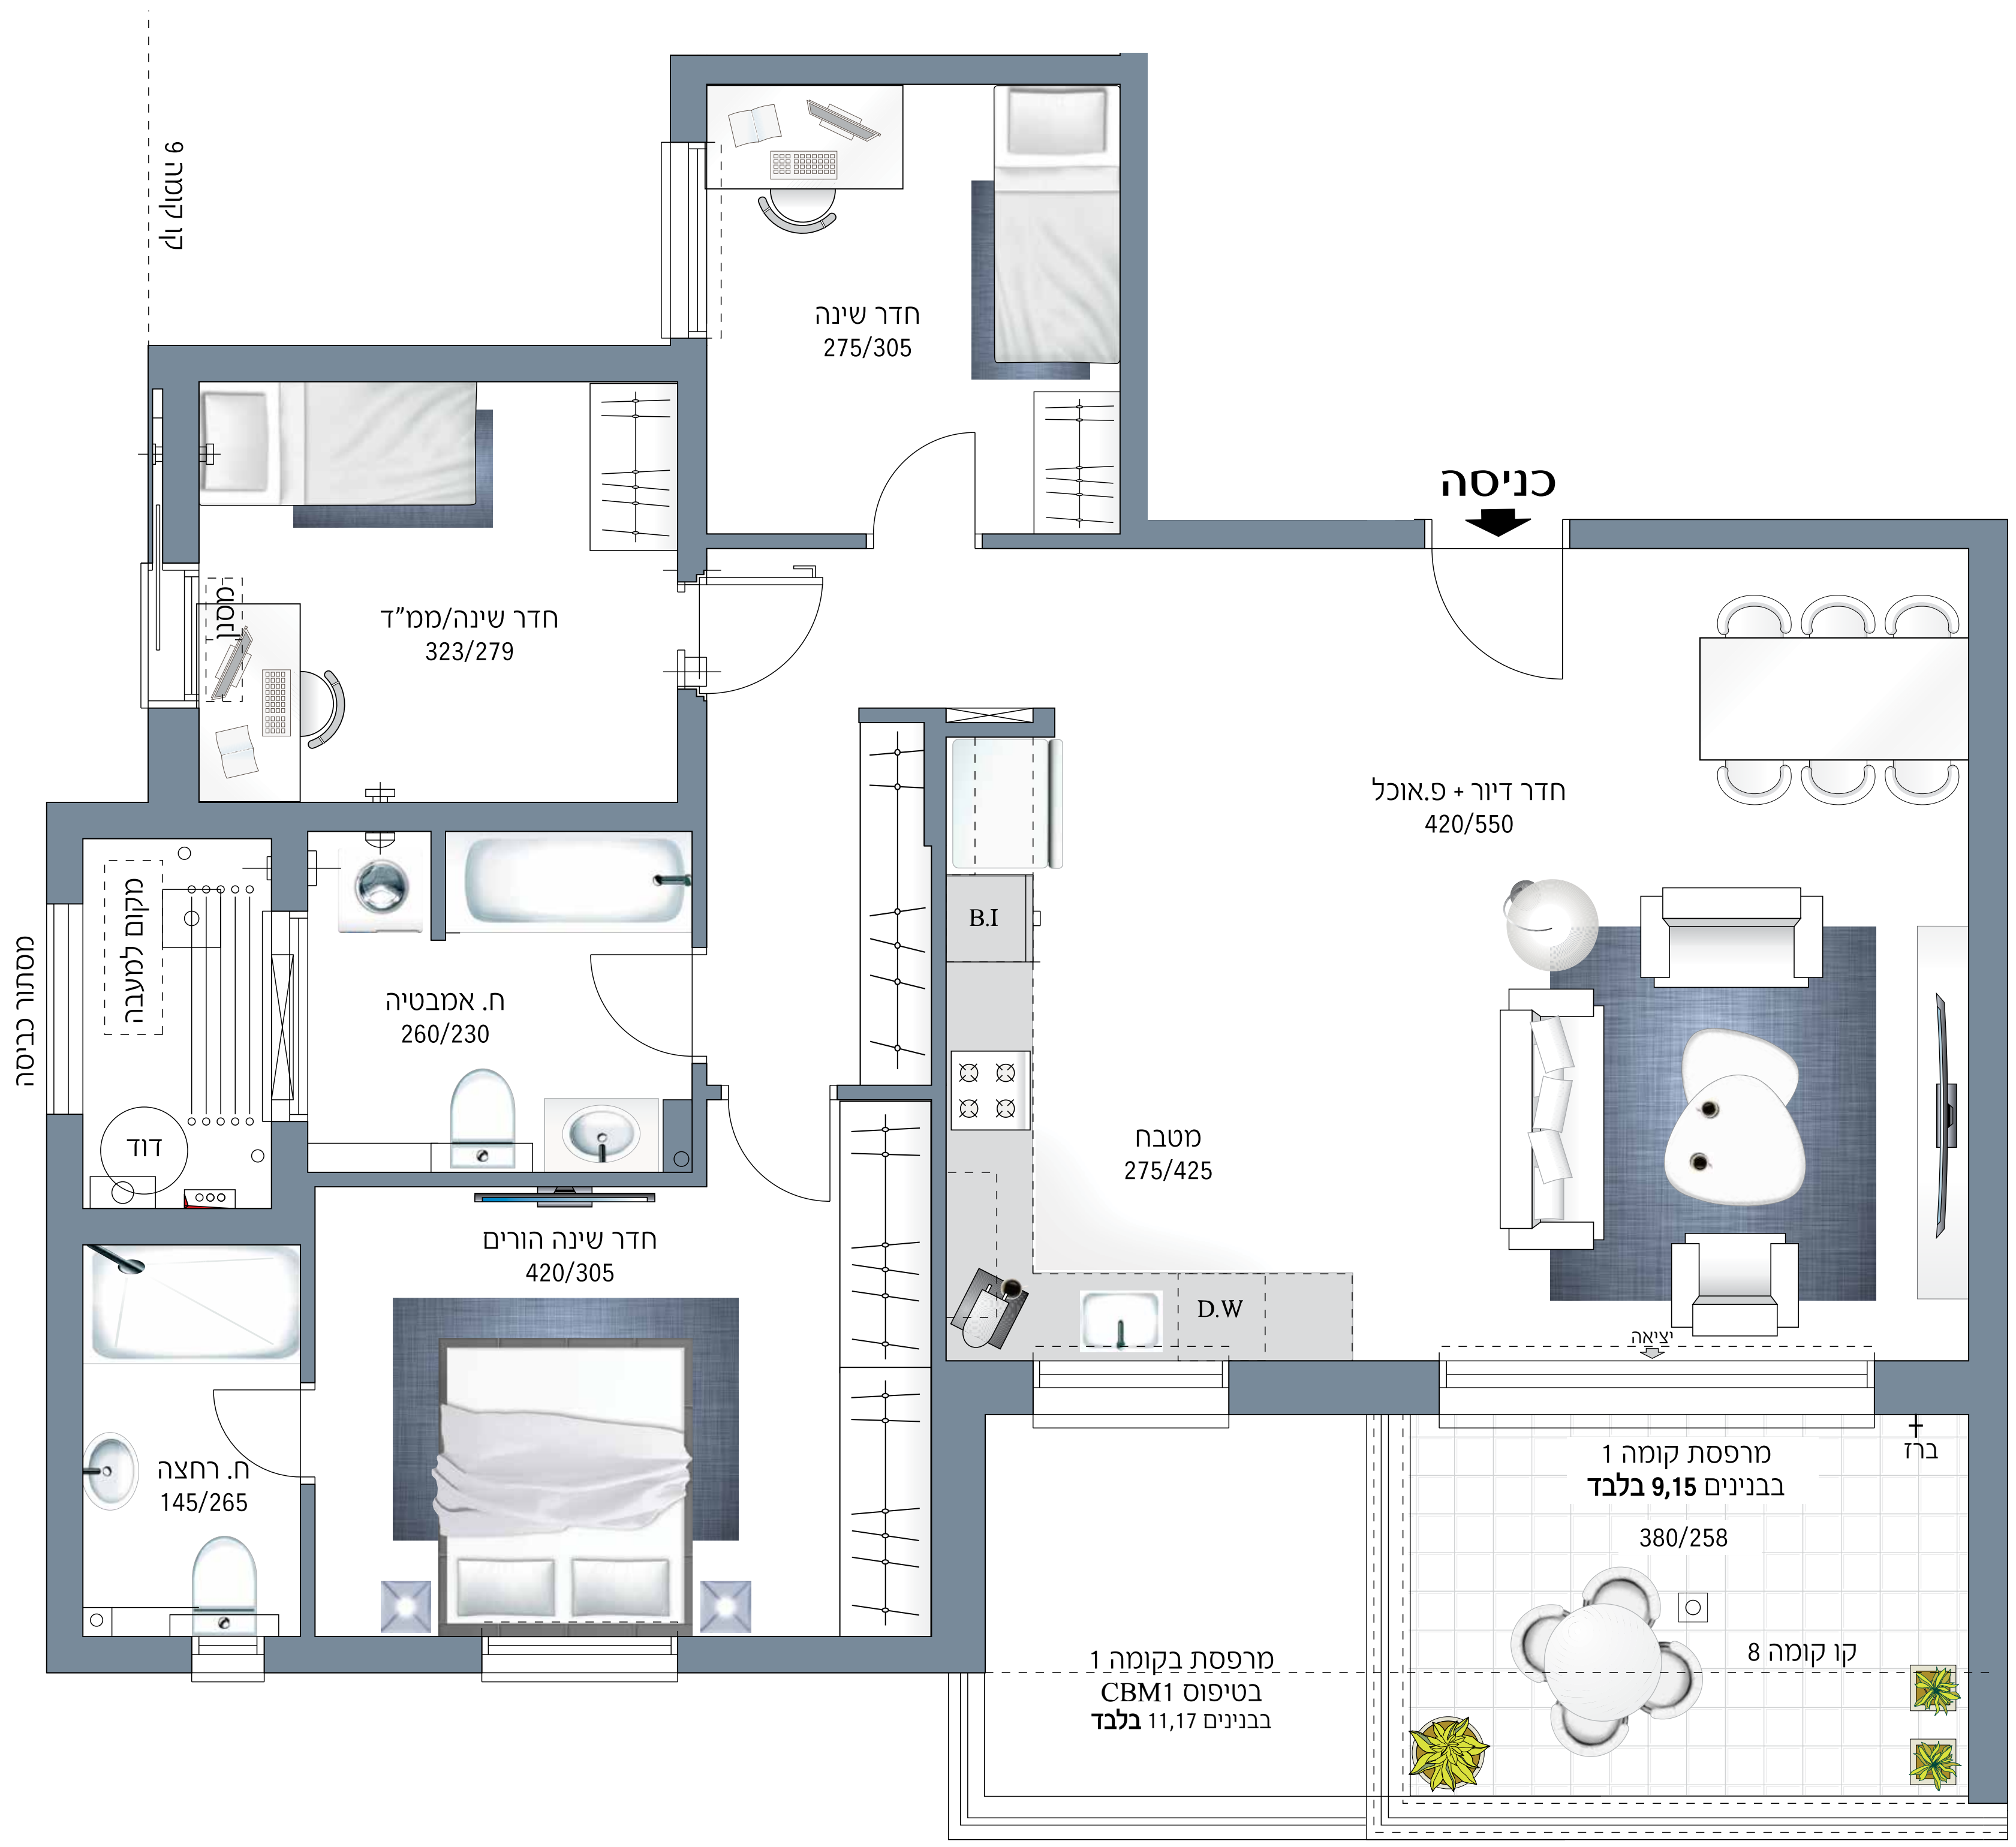 קו קומה 9
חדר שינה
275/305
כניסה
חדר שינה/ממ"ד
323/279
מסנן
חדר דיור + פ.אוכל
420/550
מסתור כביסה
מקום למעבה
דוד
ח. אמבטיה
260/230
B.I
מטבח
275/425
D.W
חדר שינה הורים
420/305
יציאה
ח. רחצה
145/265
ברז
מרפסת קומה 1
בבנינים 9,15 בלבד
380/258
קו קומה 8
מרפסת בקומה 1
בטיפוס CBM1
בבנינים 11,17 בלבד